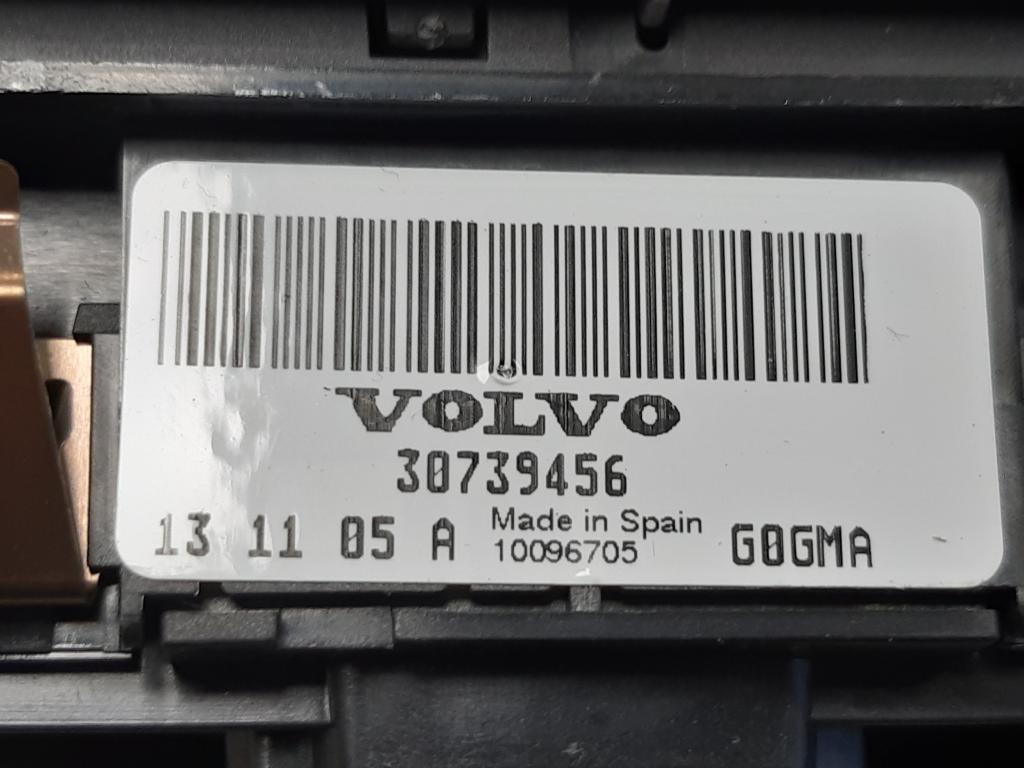 VOLVO
30739456
13 11 05 A Made in Spain G0GMA
10096705